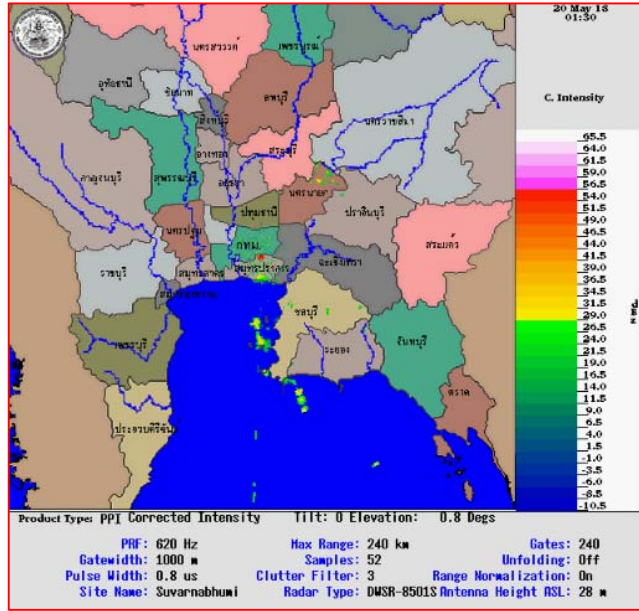 20 May 18
01:30
C. Intensity
นครสวรรค์
เพชรบูรณ์
อุทัยธานี
ชัยนาท
ลพบุรี
สิงห์บุรี
นครราชสีมา
อ่างทอง
สระบุรี
กาญจนบุรี
สุพรรณบุรี
อยุธยา
นครนายก
ปทุมธานี
ปราจีนบุรี
นครปฐม
กทม.
สระแก้ว
ราชบุรี
สมุทรสาคร
สมุทรปราการ
ฉะเชิงเทรา
ชลบุรี
เพชรบุรี
ระยอง
จันทบุรี
ตราด
ประจวบคีรีขันธ์
65.5
64.0
61.5
59.0
56.5
54.0
51.5
49.0
46.5
44.0
41.5
39.0
36.5
34.0
31.5
29.0
26.5
24.0
21.5
19.0
16.5
14.0
11.5
9.0
6.5
4.0
1.5
-1.0
-3.5
-6.0
-8.5
-10.5
Product Type: PPI Corrected Intensity Tilt: 0 Elevation: 0.8 Degs
PRF: 620 Hz Max Range: 240 km Gates: 240
Gatewidth: 1000 m Samples: 52 Unfolding: Off
Pulse Width: 0.8 us Clutter Filter: 3 Range Normalization: On
Site Name: Suvarnabhumi Radar Type: DWSR-8501S Antenna Height ASL: 28 m